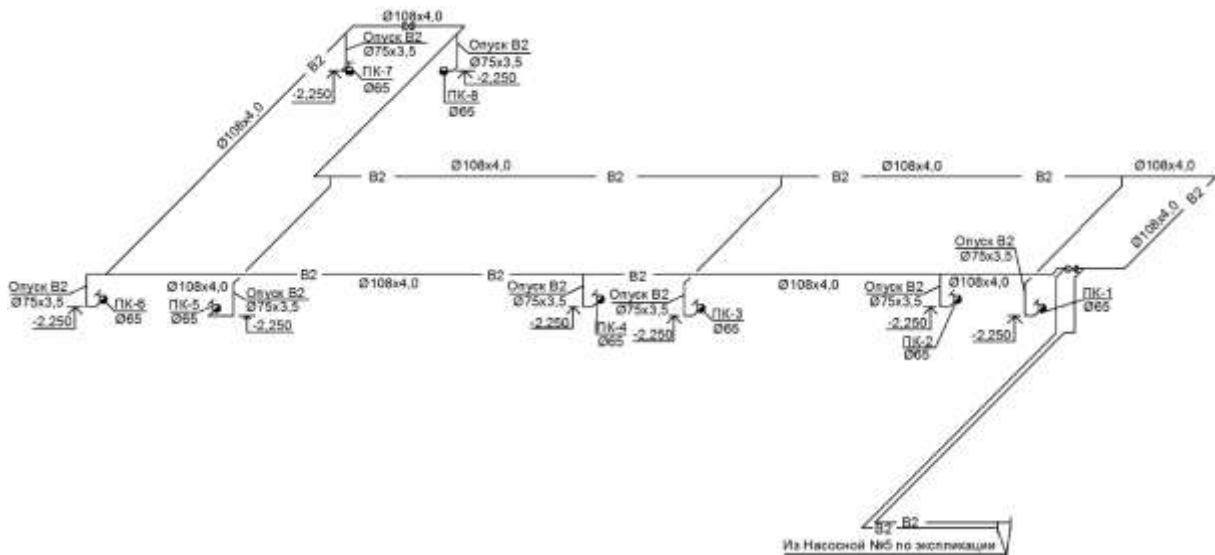 Ø108x4,0
Опуск В2
Ø75x3,5
Опуск В2
Ø75x3,5
В2
ПК-7
Ø65
-2,250
-2,250
ПК-8
Ø65
Ø108x4,0
В2
Ø108x4,0
В2
В2
Ø108x4,0
В2
Ø108x4,0
В2
Ø108x4,0
Опуск В2
Ø75x3,5
Опуск В2
Ø75x3,5
-2,250
ПК-6
Ø65
Ø108x4,0
ПК-5
Ø65
В2
Опуск В2
Ø75x3,5
-2,250
Ø108x4,0
В2
Опуск В2
Ø75x3,5
-2,250
ПК-4
Ø65
В2
Опуск В2
Ø75x3,5
-2,250
ПК-3
Ø65
Ø108x4,0
В2
Опуск В2
Ø75x3,5
-2,250
ПК-2
Ø65
Ø108x4,0
В2
-2,250
ПК-1
Ø65
В2
В2
Из Насосной №5 по экспликации